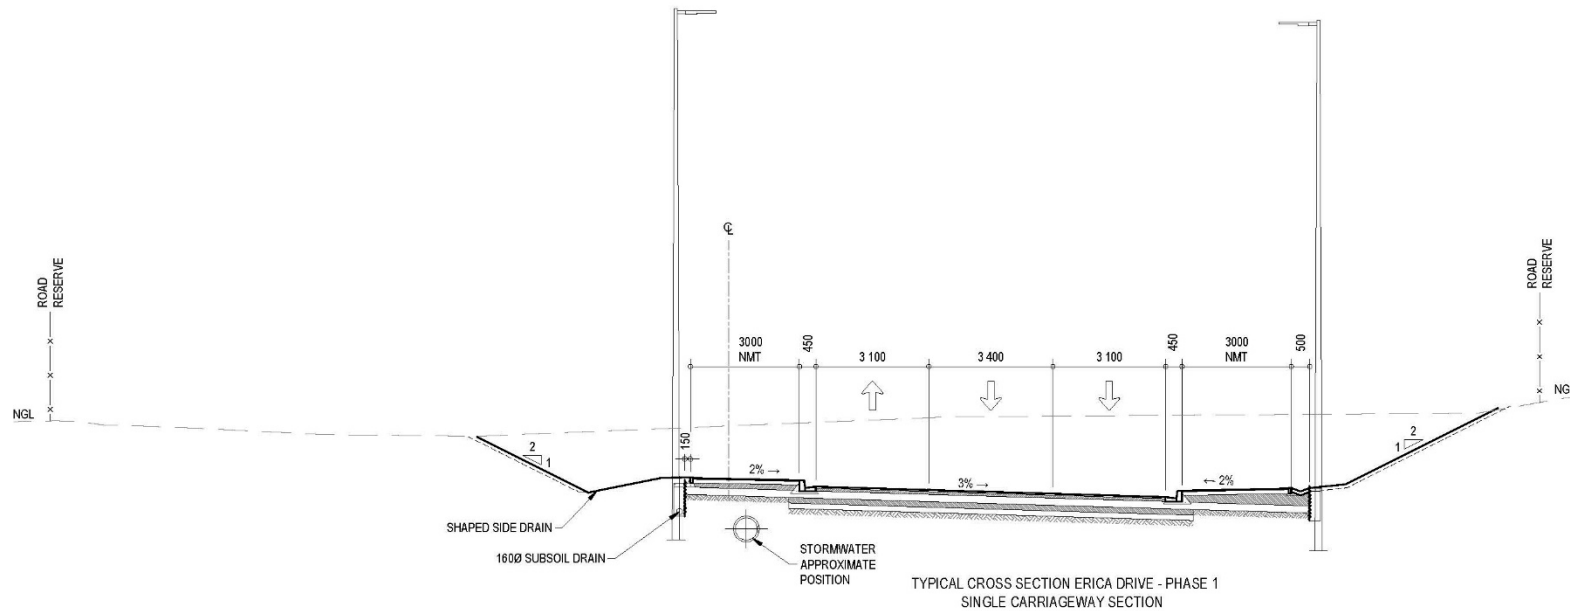 ℄
ROAD
RESERVE
ROAD
RESERVE
3000
NMT
450
3 100
3 400
3 100
450
3000
NMT
500
NGL
NG
2
1
150
2% →
3% →
← 2%
2
1
SHAPED SIDE DRAIN
160Ø SUBSOIL DRAIN
STORMWATER
APPROXIMATE
POSITION
TYPICAL CROSS SECTION ERICA DRIVE - PHASE 1
SINGLE CARRIAGEWAY SECTION